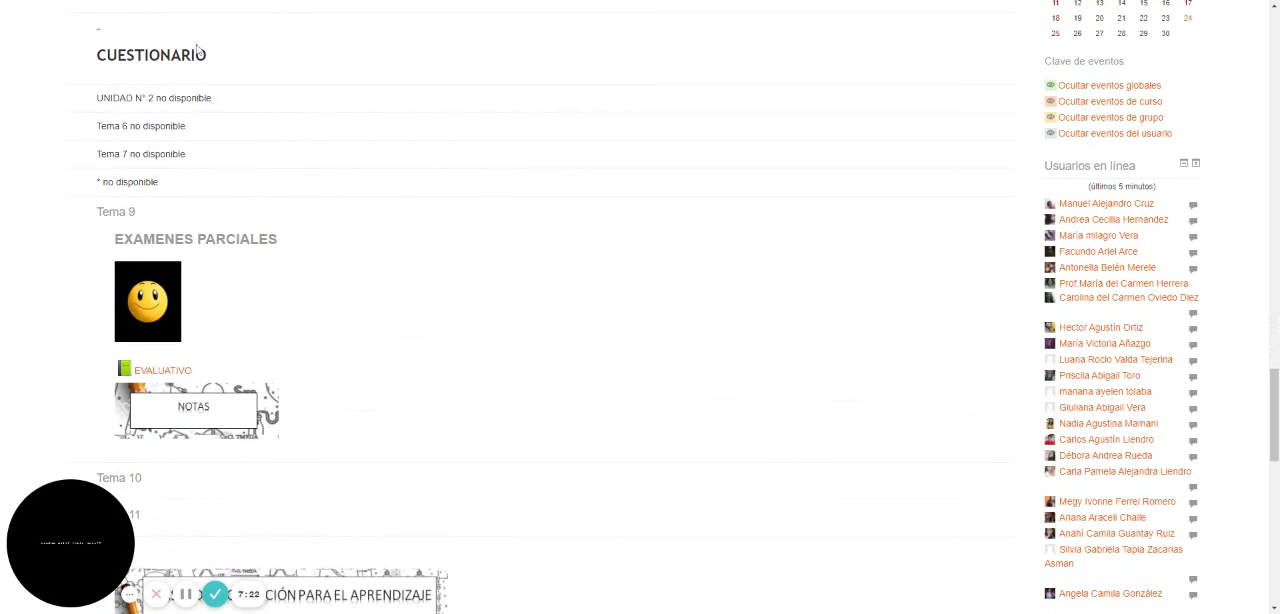 -
CUESTIONARIO
UNIDAD N° 2 no disponible
Tema 6 no disponible
Tema 7 no disponible
* no disponible
Tema 9
EXAMENES PARCIALES
EVALUATIVO
NOTAS
Tema 10
11
CIÓN PARA EL APRENDIZAJE
7:22
11 12 13 14 15 16 17
18 19 20 21 22 23 24
25 26 27 28 29 30
Clave de eventos
Ocultar eventos globales
Ocultar eventos de curso
Ocultar eventos de grupo
Ocultar eventos del usuario
Usuarios en línea
(últimos 5 minutos)
Manuel Alejandro Cruz
Andrea Cecilia Hernandez
María milagro Vera
Facundo Ariel Arce
Antonella Belén Merele
Prof.María del Carmen Herrera
Carolina del Carmen Oviedo Diez
Hector Agustín Ortiz
María Victoria Añazgo
Luana Rocio Valda Tejerina
Priscila Abigail Toro
mariana ayelen tolaba
Giuliana Abigail Vera
Nadia Agustina Mamaní
Carlos Agustín Liendro
Débora Andrea Rueda
Carla Pamela Alejandra Liendro
Megy Ivonne Ferrel Romero
Ariana Araceli Chaile
Anahí Camila Guantay Ruiz
Silvia Gabriela Tapia Zacarias
Asman
Angela Camila González